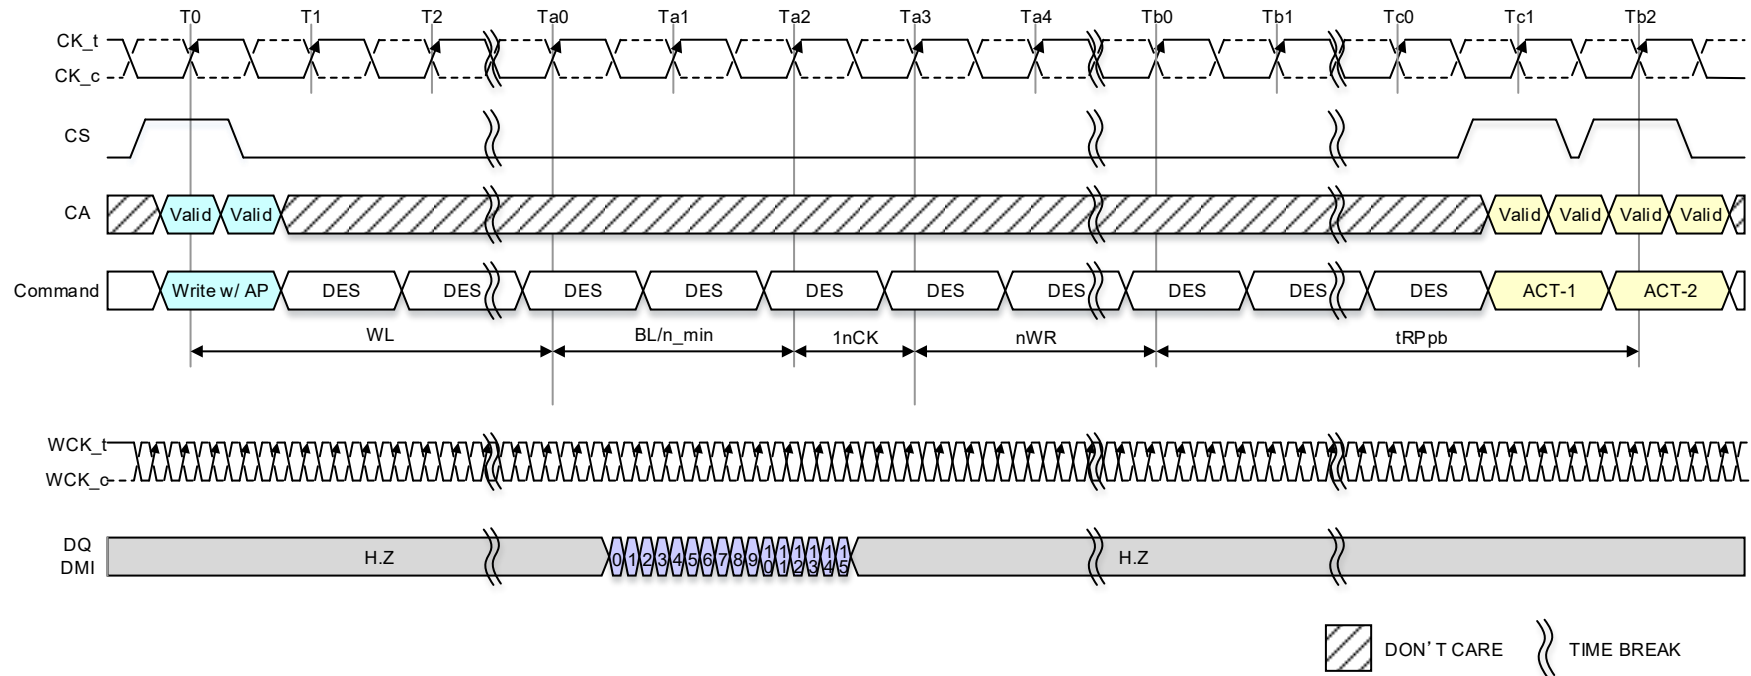 T0 T1 T2 Ta0 Ta1 Ta2 Ta3 Ta4 Tb0 Tb1 Tc0 Tc1 Tb2
CK_t
CK_c
CS
CA Valid Valid Valid Valid Valid Valid
Command Write w/ AP DES DES DES DES DES DES DES DES DES DES ACT-1 ACT-2
WL BL/n_min 1nCK nWR tRPpb
WCK_t
WCK_c
DQ
DMI
H.Z 0 1 2 3 4 5 6 7 8 9 10 11 12 13 14 15 H.Z
DON'T CARE TIME BREAK